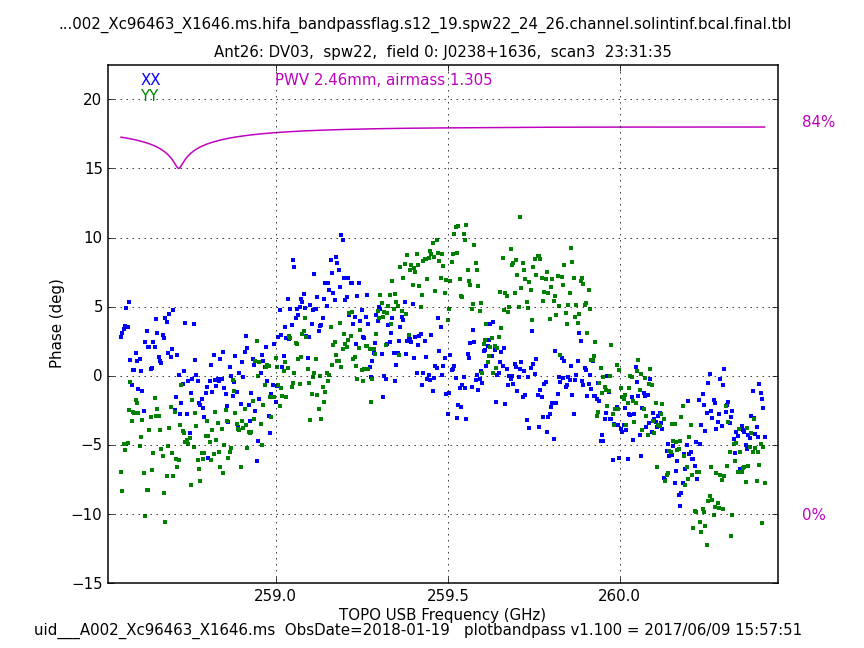 ...002_Xc96463_X1646.ms.hifa_bandpassflag.s12_19.spw22_24_26.channel.solintinf.bcal.final.tbl
Ant26: DV03,  spw22,  field 0: J0238+1636,  scan3  23:31:35
XX
PWV 2.46mm, airmass 1.305
YY
20
84%
15
10
5
0
−5
−10
0%
−15
Phase (deg)
259.0
259.5
260.0
TOPO USB Frequency (GHz)
uid___A002_Xc96463_X1646.ms  ObsDate=2018-01-19   plotbandpass v1.100 = 2017/06/09 15:57:51